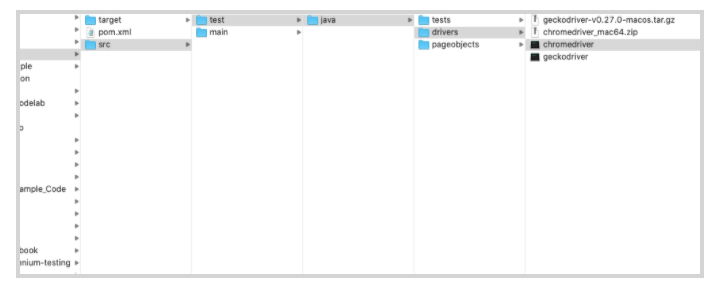 target
pom.xml
src
test
main
java
tests
drivers
pageobjects
geckodriver-v0.27.0-macos.tar.gz
chromedriver_mac64.zip
chromedriver
geckodriver
ple
on
odelab
ample_Code
book
nium-testing